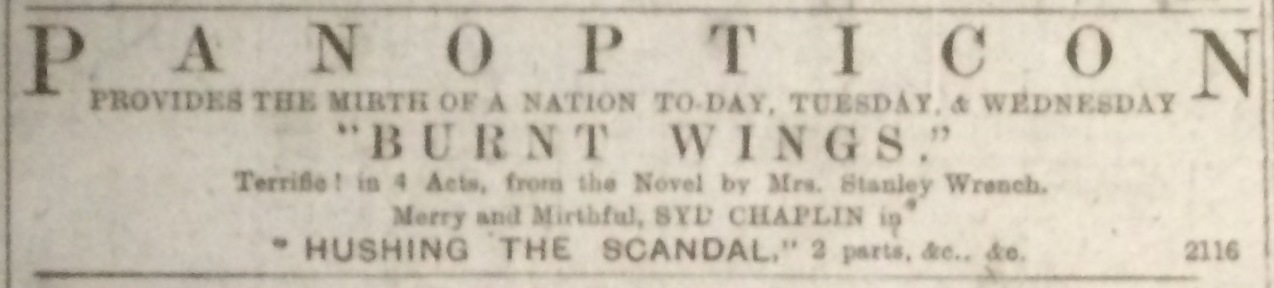 PANOPTICON
PROVIDES THE MIRTH OF A NATION TO-DAY, TUESDAY, & WEDNESDAY
"BURNT WINGS."
Terrific! in 4 Acts, from the Novel by Mrs. Stanley Wrench.
Merry and Mirthful, SYD CHAPLIN in
"HUSHING THE SCANDAL," 2 parts, &c., &c. 2116